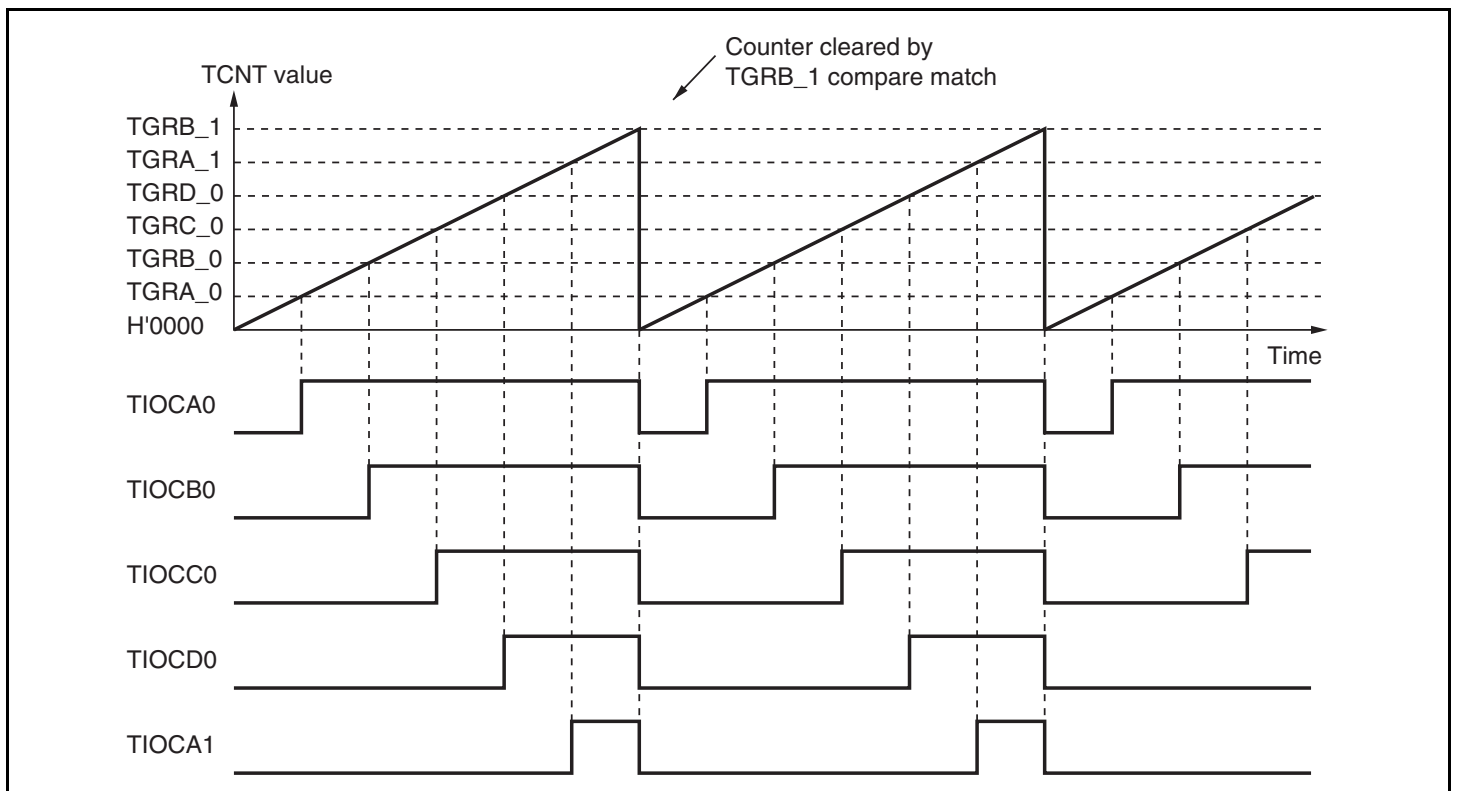 Counter cleared by
TGRB_1 compare match
TCNT value
TGRB_1
TGRA_1
TGRD_0
TGRC_0
TGRB_0
TGRA_0
H'0000
Time
TIOCA0
TIOCB0
TIOCC0
TIOCD0
TIOCA1